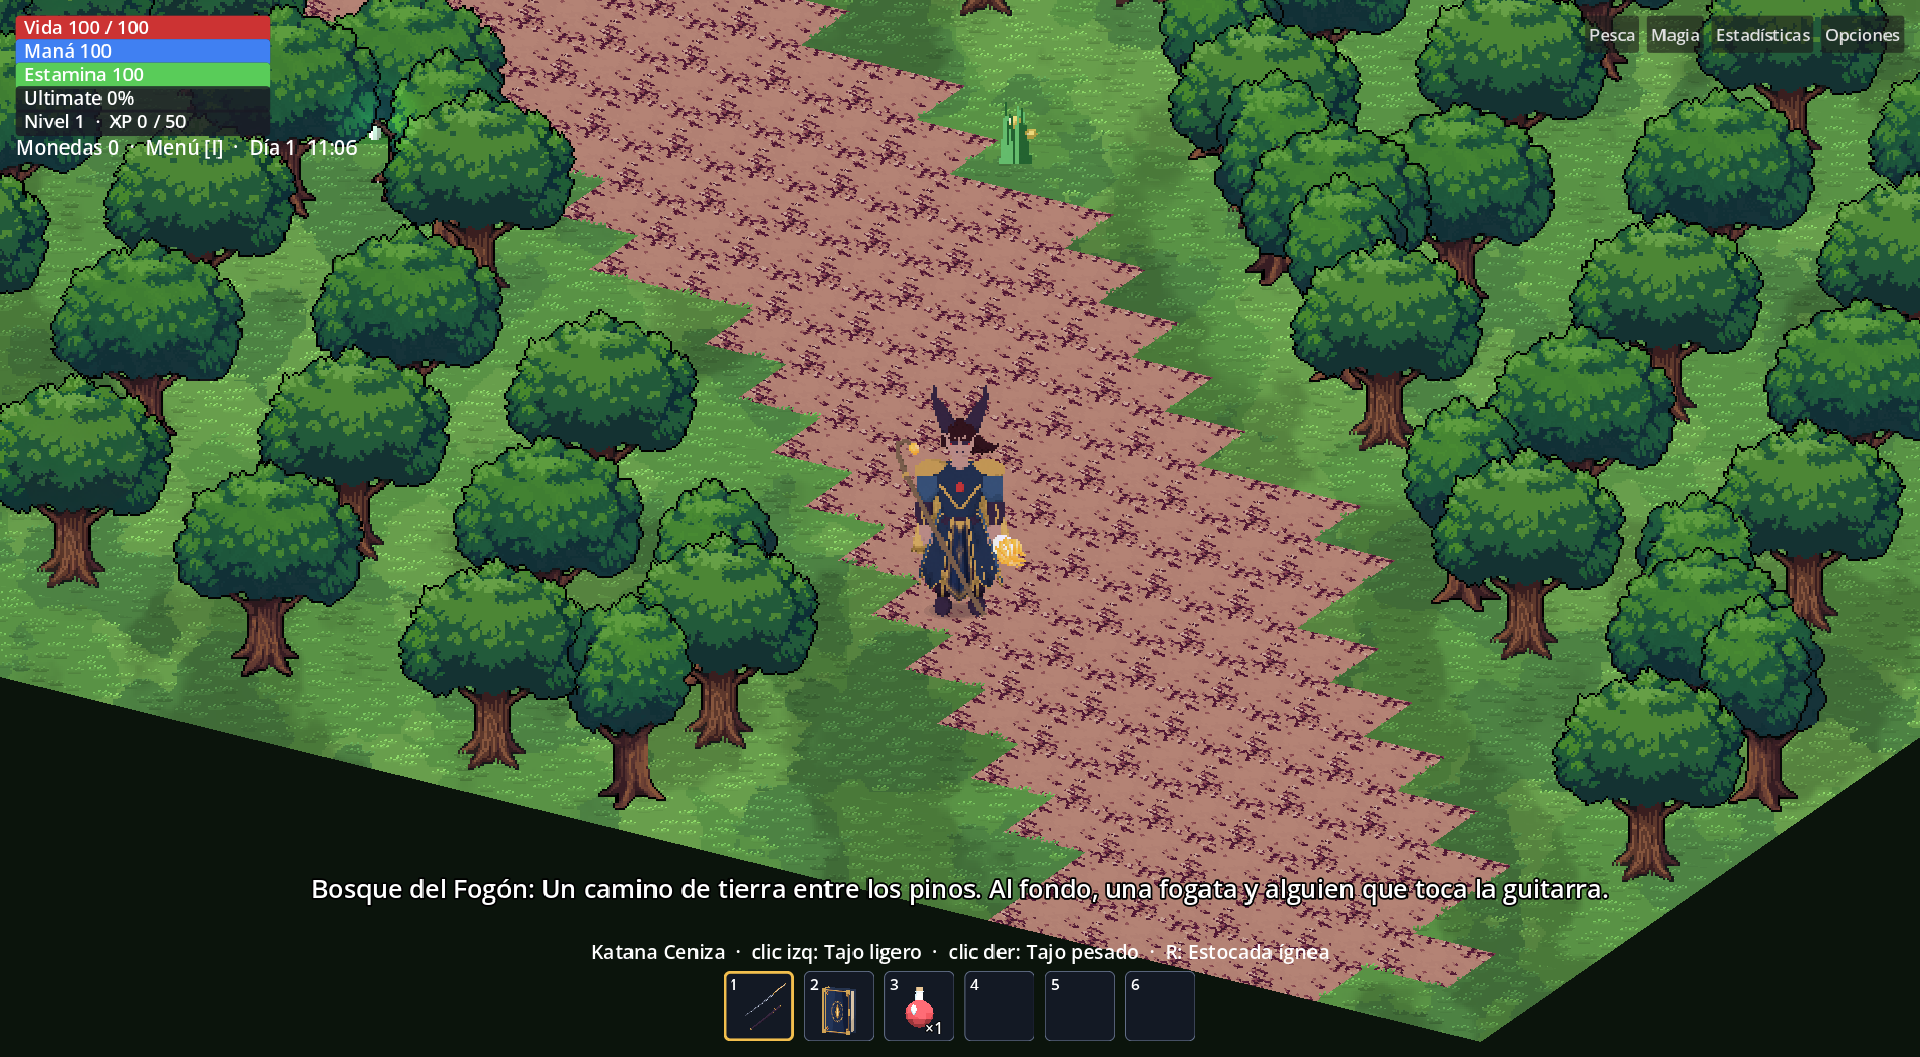 Vida 100 / 100
Maná 100
Estamina 100
Ultimate 0%
Nivel 1 · XP 0 / 50
Monedas 0 · Menú [I] · Día 1 11:06
Pesca Magia Estadísticas Opciones
Bosque del Fogón: Un camino de tierra entre los pinos. Al fondo, una fogata y alguien que toca la guitarra.
Katana Ceniza · clic izq: Tajo ligero · clic der: Tajo pesado · R: Estocada ígnea
1 2 3 4 5 6
×1